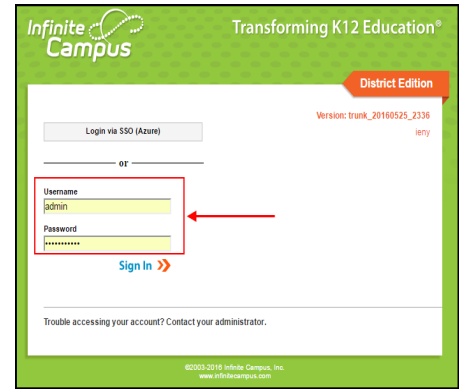 Infinite
Campus
Transforming K12 Education®
District Edition
Version: trunk_20160525_2336
ieny
Login via SSO (Azure)
or
Username
admin
Password
•••••••••••
Sign In
Trouble accessing your account? Contact your administrator.
©2003-2016 Infinite Campus, Inc.
www.infinitecampus.com